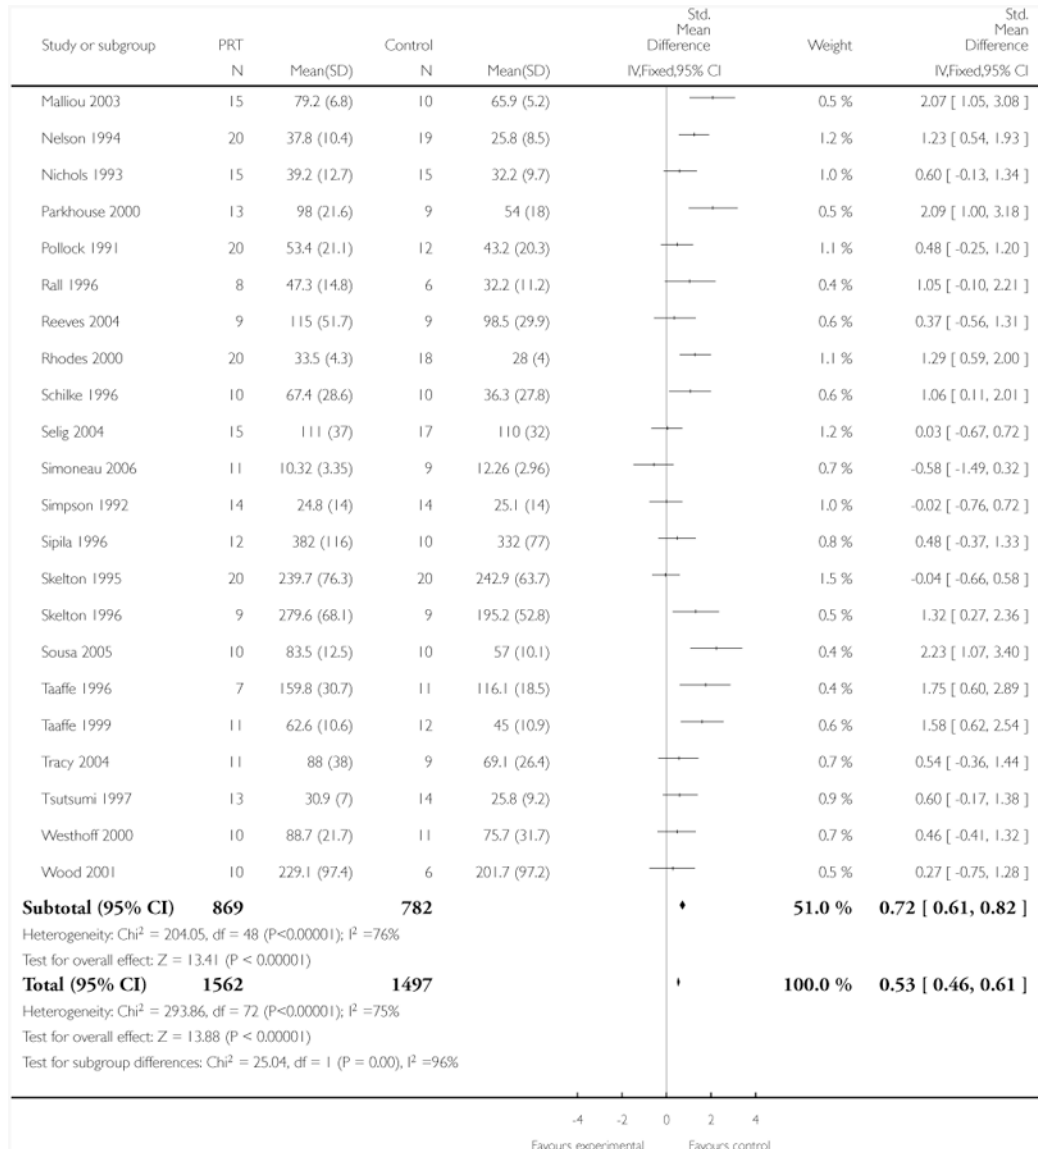 Study or subgroup PRT Control Std. Mean Difference Weight Std. Mean Difference
N Mean(SD) N Mean(SD) IV,Fixed,95% CI IV,Fixed,95% CI
Malliou 2003 15 79.2 (6.8) 10 65.9 (5.2) 0.5 % 2.07 [ 1.05, 3.08 ]
Nelson 1994 20 37.8 (10.4) 19 25.8 (8.5) 1.2 % 1.23 [ 0.54, 1.93 ]
Nichols 1993 15 39.2 (12.7) 15 32.2 (9.7) 1.0 % 0.60 [ -0.13, 1.34 ]
Parkhouse 2000 13 98 (21.6) 9 54 (18) 0.5 % 2.09 [ 1.00, 3.18 ]
Pollock 1991 20 53.4 (21.1) 12 43.2 (20.3) 1.1 % 0.48 [ -0.25, 1.20 ]
Rall 1996 8 47.3 (14.8) 6 32.2 (11.2) 0.4 % 1.05 [ -0.10, 2.21 ]
Reeves 2004 9 115 (51.7) 9 98.5 (29.9) 0.6 % 0.37 [ -0.56, 1.31 ]
Rhodes 2000 20 33.5 (4.3) 18 28 (4) 1.1 % 1.29 [ 0.59, 2.00 ]
Schilke 1996 10 67.4 (28.6) 10 36.3 (27.8) 0.6 % 1.06 [ 0.11, 2.01 ]
Selig 2004 15 111 (37) 17 110 (32) 1.2 % 0.03 [ -0.67, 0.72 ]
Simoneau 2006 11 10.32 (3.35) 9 12.26 (2.96) 0.7 % -0.58 [ -1.49, 0.32 ]
Simpson 1992 14 24.8 (14) 14 25.1 (14) 1.0 % -0.02 [ -0.76, 0.72 ]
Sipila 1996 12 382 (116) 10 332 (77) 0.8 % 0.48 [ -0.37, 1.33 ]
Skelton 1995 20 239.7 (76.3) 20 242.9 (63.7) 1.5 % -0.04 [ -0.66, 0.58 ]
Skelton 1996 9 279.6 (68.1) 9 195.2 (52.8) 0.5 % 1.32 [ 0.27, 2.36 ]
Sousa 2005 10 83.5 (12.5) 10 57 (10.1) 0.4 % 2.23 [ 1.07, 3.40 ]
Taaffe 1996 7 159.8 (30.7) 11 116.1 (18.5) 0.4 % 1.75 [ 0.60, 2.89 ]
Taaffe 1999 11 62.6 (10.6) 12 45 (10.9) 0.6 % 1.58 [ 0.62, 2.54 ]
Tracy 2004 11 88 (38) 9 69.1 (26.4) 0.7 % 0.54 [ -0.36, 1.44 ]
Tsutsumi 1997 13 30.9 (7) 14 25.8 (9.2) 0.9 % 0.60 [ -0.17, 1.38 ]
Westhoff 2000 10 88.7 (21.7) 11 75.7 (31.7) 0.7 % 0.46 [ -0.41, 1.32 ]
Wood 2001 10 229.1 (97.4) 6 201.7 (97.2) 0.5 % 0.27 [ -0.75, 1.28 ]
Subtotal (95% CI) 869 782 51.0 % 0.72 [ 0.61, 0.82 ]
Heterogeneity: Chi² = 204.05, df = 48 (P<0.00001); I² =76%
Test for overall effect: Z = 13.41 (P < 0.00001)
Total (95% CI) 1562 1497 100.0 % 0.53 [ 0.46, 0.61 ]
Heterogeneity: Chi² = 293.86, df = 72 (P<0.00001); I² =75%
Test for overall effect: Z = 13.88 (P < 0.00001)
Test for subgroup differences: Chi² = 25.04, df = 1 (P = 0.00), I² =96%
-4 -2 0 2 4
Favours experimental Favours control